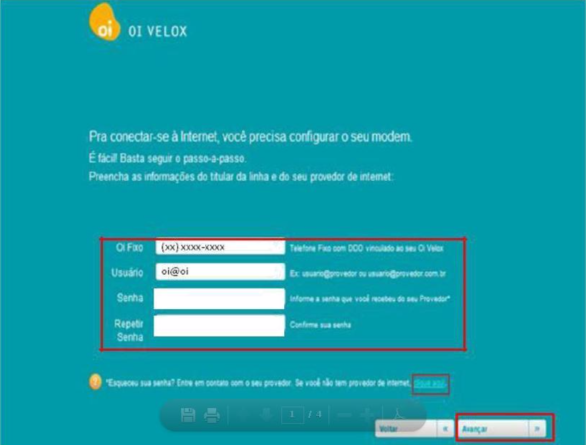 oi OI VELOX
Pra conectar-se à Internet, você precisa configurar o seu modem.
É fácil! Basta seguir o passo-a-passo.
Preencha as informações do titular da linha e do seu provedor de internet:
Oi Fixo (xx) xxxx-xxxx Telefone Fixo com DDD vinculado ao seu Oi Velox
Usuário oi@oi Ex: usuario@provedor ou usuario@provedor.com.br
Senha Informe a senha que você recebeu do seu Provedor*
Repetir Confirme sua senha
Senha
? *Esqueceu sua senha? Entre em contato com o seu provedor. Se você não tem provedor de internet, clique aqui.
1 / 4
Voltar « Avançar »